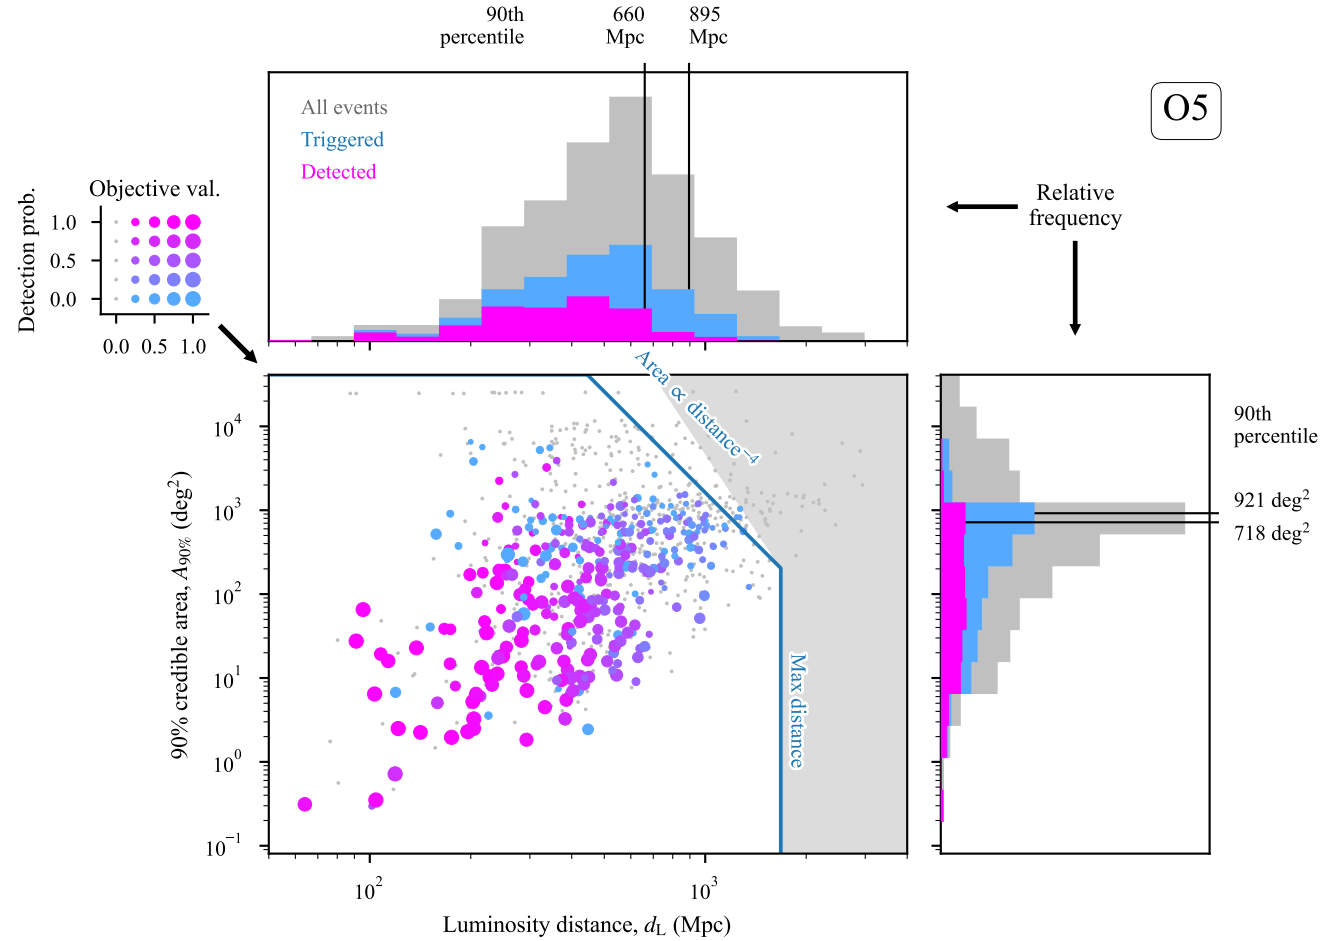 90th
percentile
660
Mpc
895
Mpc
All events
Triggered
Detected
O5
Relative
frequency
Objective val.
Detection prob.
1.0
0.5
0.0
0.0 0.5 1.0
Area ∝ distance⁻⁴
Max distance
90% credible area, A90% (deg²)
10⁴
10³
10²
10¹
10⁰
10⁻¹
10² 10³
Luminosity distance, dL (Mpc)
90th
percentile
921 deg²
718 deg²